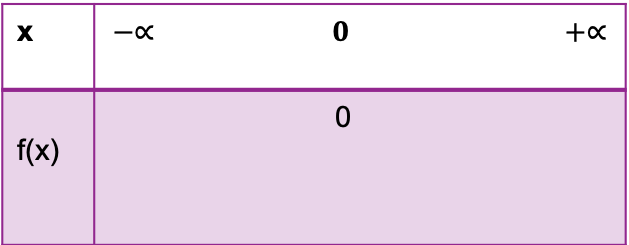 x −∝ 0 +∝
0
f(x)